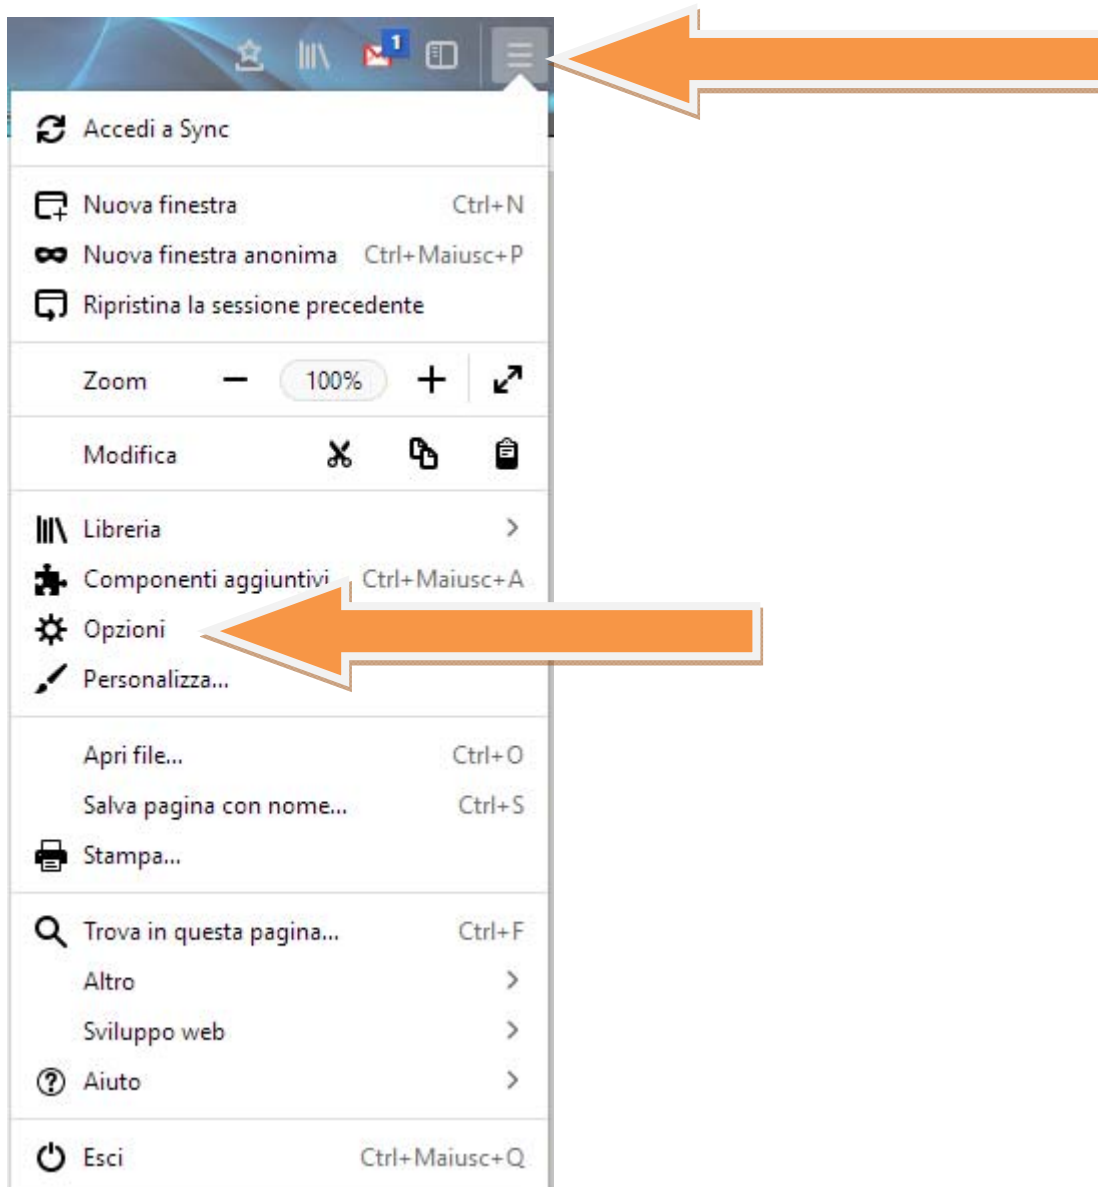 1
Accedi a Sync
Nuova finestra Ctrl+N
Nuova finestra anonima Ctrl+Maiusc+P
Ripristina la sessione precedente
Zoom 100%
Modifica
Libreria
Componenti aggiuntivi Ctrl+Maiusc+A
Opzioni
Personalizza...
Apri file... Ctrl+O
Salva pagina con nome... Ctrl+S
Stampa...
Trova in questa pagina... Ctrl+F
Altro
Sviluppo web
Aiuto
Esci Ctrl+Maiusc+Q